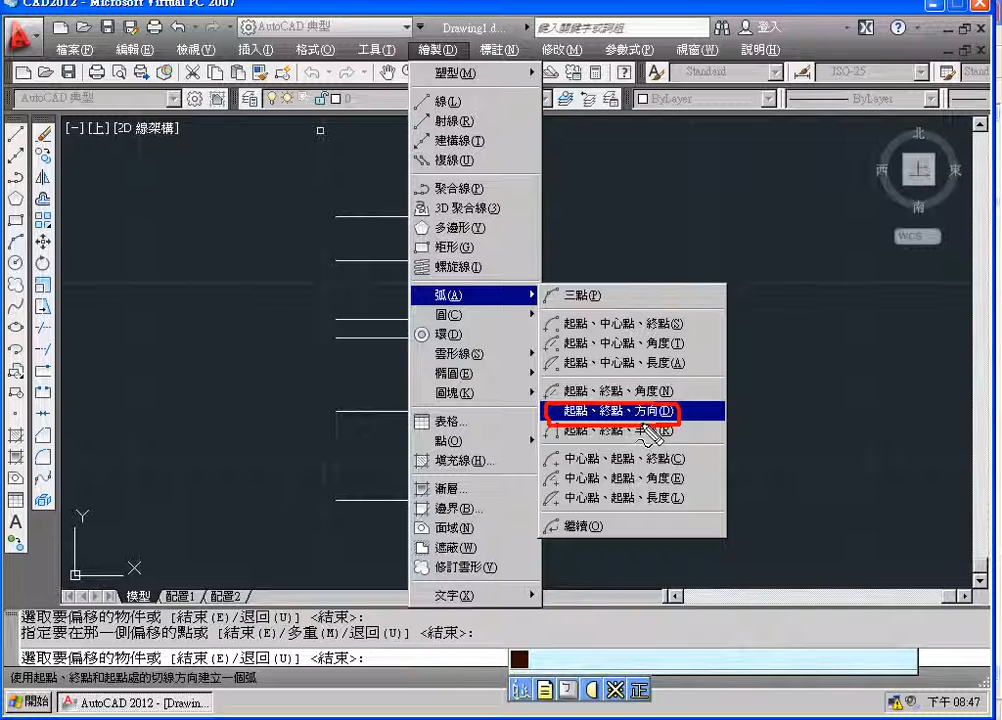 CAD2012 - Microsoft Virtual PC 2007
AutoCAD 典型
Drawing1.d...
鍵入關鍵字或詞組
登入
檔案(F) 編輯(E) 檢視(V) 插入(I) 格式(O) 工具(T) 繪製(D) 標註(N) 修改(M) 參數式(P) 視窗(W) 說明(H)
Standard ISO-25 Stand
AutoCAD 典型 0 ByLayer ByLayer
[-] [上] [2D 線架構]
北
西 上 東
南
WCS
塑型(M)
線(L)
射線(R)
建構線(T)
複線(U)
聚合線(P)
3D 聚合線(3)
多邊形(Y)
矩形(G)
螺旋線(I)
弧(A)
圓(C)
環(D)
雲形線(S)
橢圓(E)
圖塊(K)
表格...
點(O)
填充線(H)...
漸層...
邊界(B)...
面域(N)
遮蔽(W)
修訂雲形(V)
文字(X)
三點(P)
起點、中心點、終點(S)
起點、中心點、角度(T)
起點、中心點、長度(A)
起點、終點、角度(N)
起點、終點、方向(D)
起點、終點、(R)
中心點、起點、終點(C)
中心點、起點、角度(E)
中心點、起點、長度(L)
繼續(O)
A
Y
X
模型 配置1 配置2
選取要偏移的物件或 [結束(E)/退回(U)] <結束>:
指定要在那一側偏移的點或 [結束(E)/多重(M)/退回(U)] <結束>:
選取要偏移的物件或 [結束(E)/退回(U)] <結束>:
使用起點、終點和起點處的切線方向建立一個弧
正
開始 AutoCAD 2012 - [Drawin... 下午 08:47